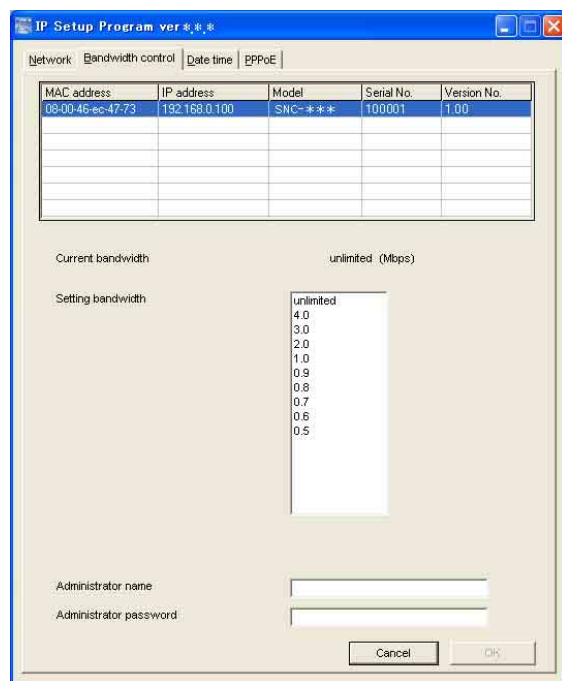 IP Setup Program ver*.*.*
Network Bandwidth control Date time PPPoE
MAC address IP address Model Serial No. Version No.
08-00-46-ec-47-73 192.168.0.100 SNC-*** 100001 1.00
Current bandwidth unlimited (Mbps)
Setting bandwidth
unlimited
4.0
3.0
2.0
1.0
0.9
0.8
0.7
0.6
0.5
Administrator name
Administrator password
Cancel OK